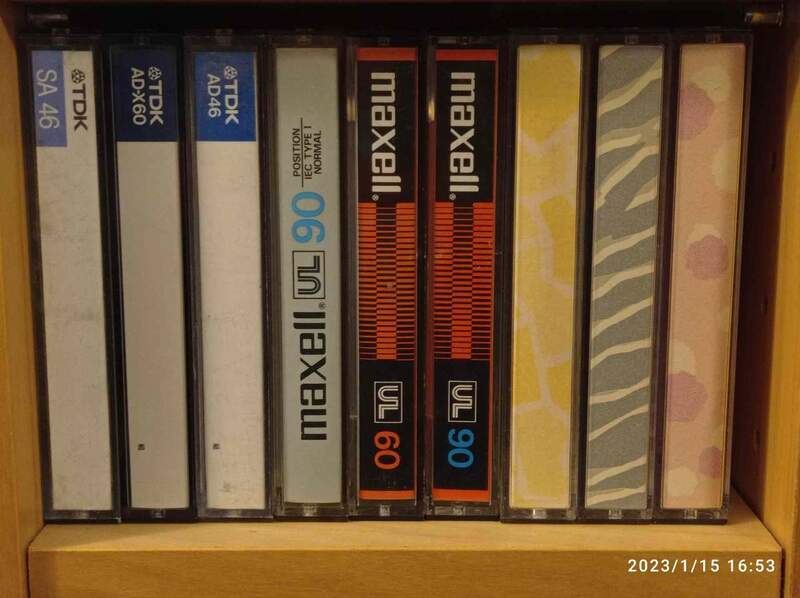 TDK
SA 46
TDK
AD-X60
TDK
AD46
maxell® UL 90
POSITION
IEC TYPE I
NORMAL
maxell®
UL
60
maxell®
UL
90
2023/1/15 16:53